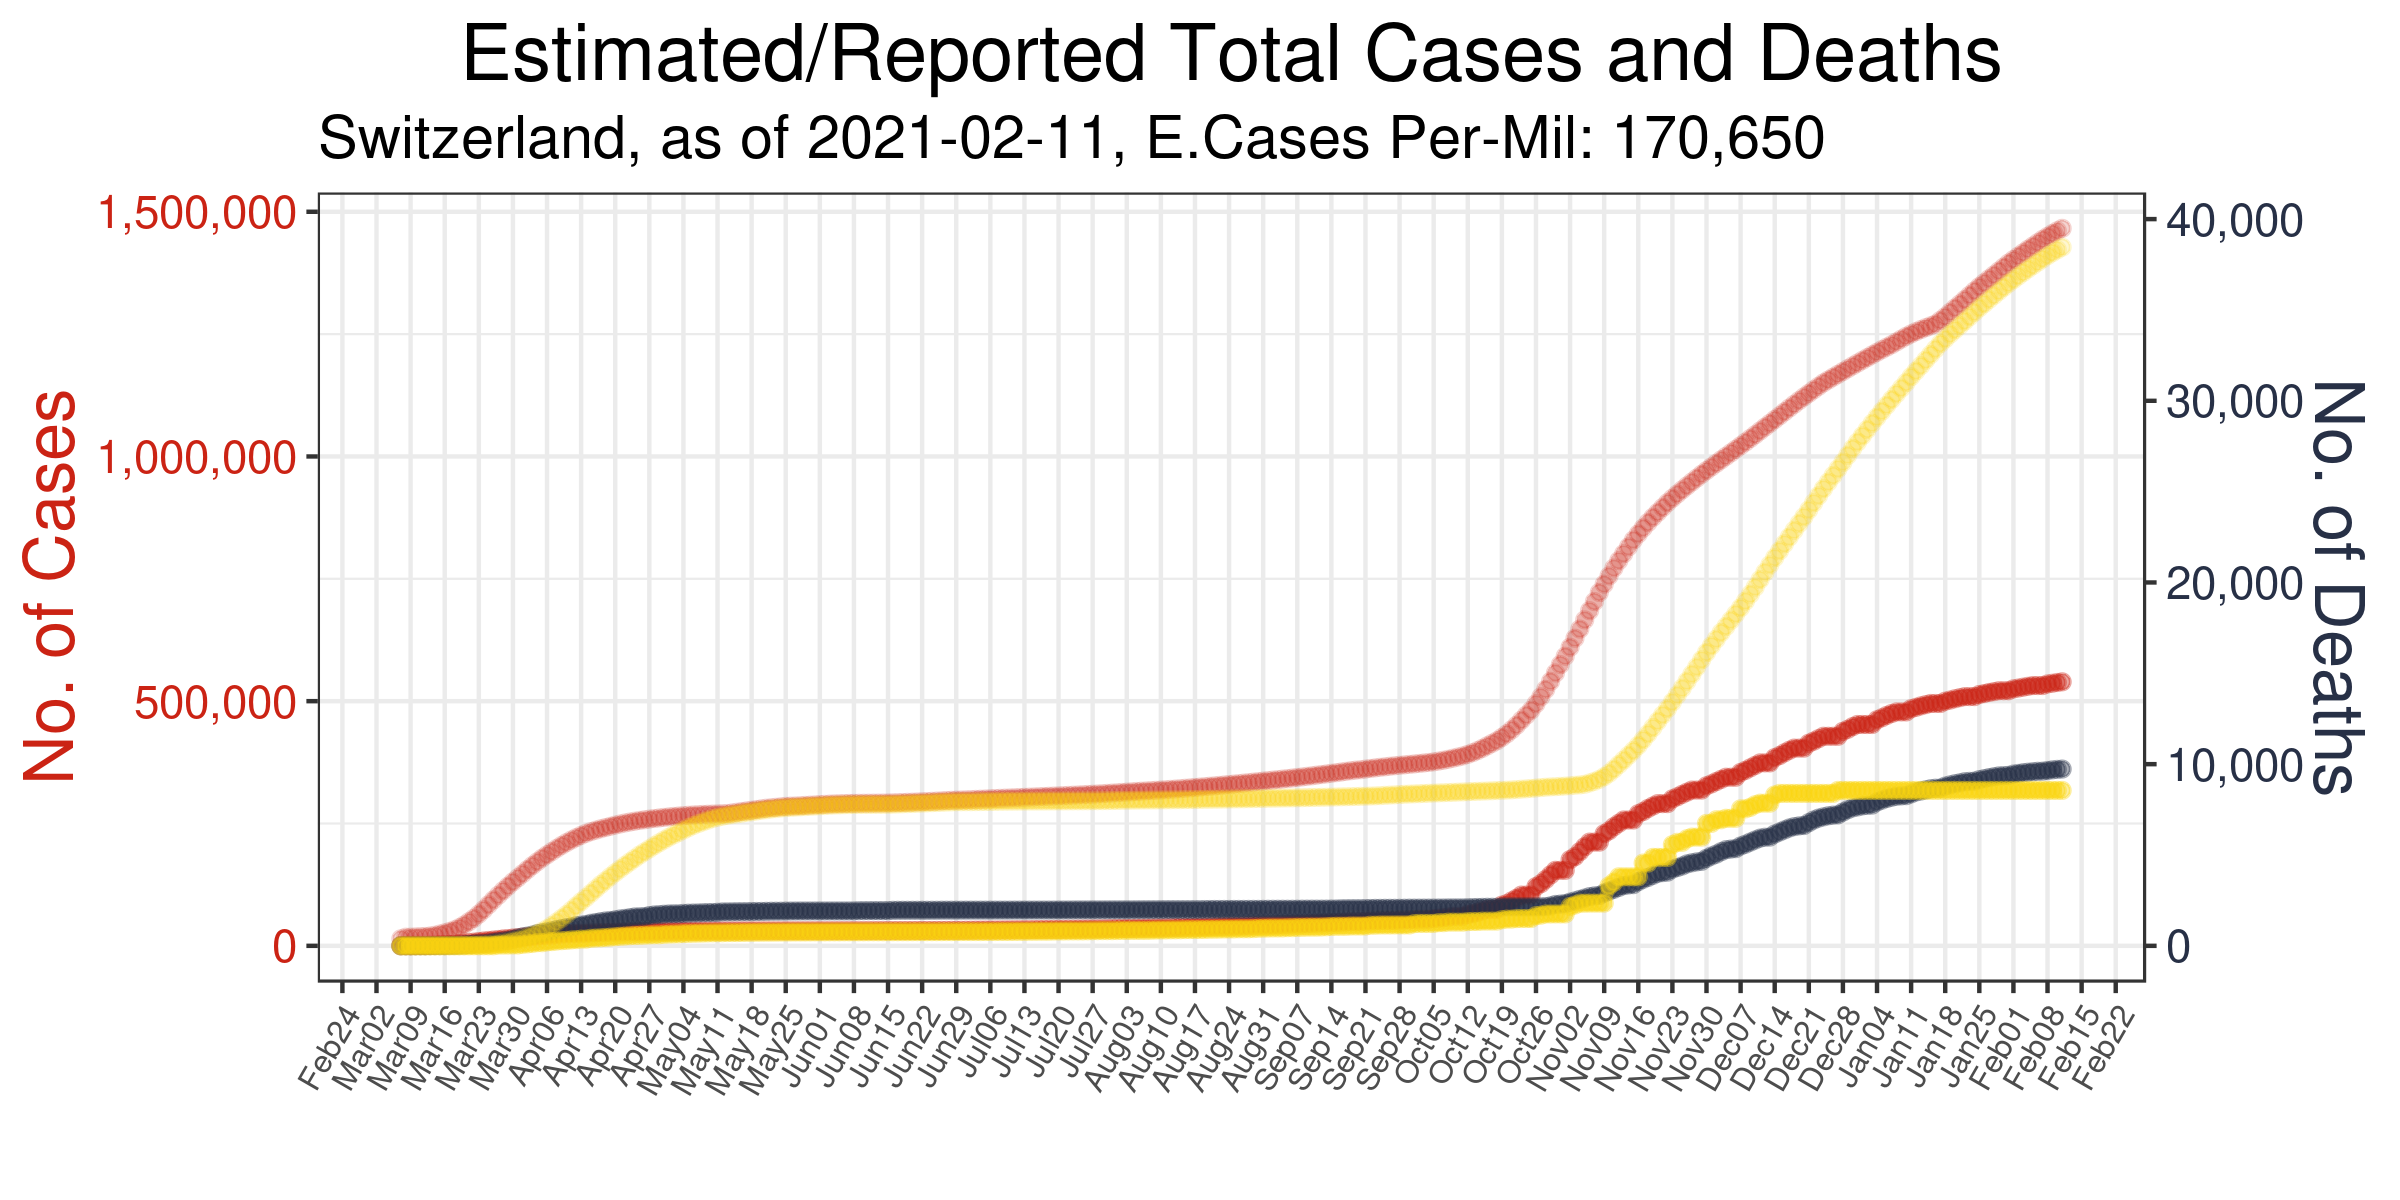 Estimated/Reported Total Cases and Deaths
Switzerland, as of 2021-02-11, E.Cases Per-Mil: 170,650
No. of Cases
1,500,000
1,000,000
500,000
0
40,000
30,000
20,000
10,000
0
No. of Deaths
Feb24
Mar02
Mar09
Mar16
Mar23
Mar30
Apr06
Apr13
Apr20
Apr27
May04
May11
May18
May25
Jun01
Jun08
Jun15
Jun22
Jun29
Jul06
Jul13
Jul20
Jul27
Aug03
Aug10
Aug17
Aug24
Aug31
Sep07
Sep14
Sep21
Sep28
Oct05
Oct12
Oct19
Oct26
Nov02
Nov09
Nov16
Nov23
Nov30
Dec07
Dec14
Dec21
Dec28
Jan04
Jan11
Jan18
Jan25
Feb01
Feb08
Feb15
Feb22